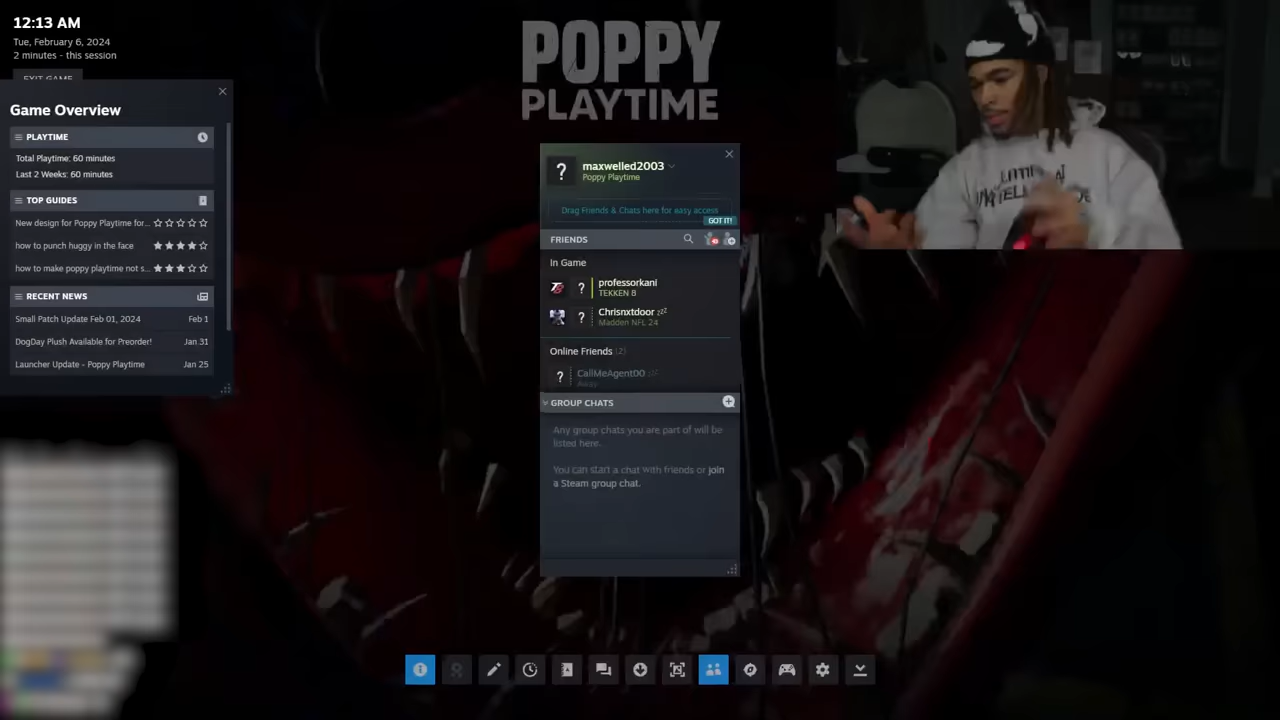 12:13 AM
Tue, February 6, 2024
2 minutes - this session
EXIT GAME
Game Overview
PLAYTIME
Total Playtime: 60 minutes
Last 2 Weeks: 60 minutes
TOP GUIDES
New design for Poppy Playtime for...
how to punch huggy in the face
how to make poppy playtime not s...
RECENT NEWS
Small Patch Update Feb 01, 2024 Feb 1
DogDay Plush Available for Preorder! Jan 31
Launcher Update - Poppy Playtime Jan 25
POPPY
PLAYTIME
maxwelled2003
Poppy Playtime
Drag Friends & Chats here for easy access
GOT IT!
FRIENDS
In Game
professorkani
TEKKEN 8
Chrisnxtdoor zzz
Madden NFL 24
Online Friends (2)
CallMeAgent00 zzz
Away
GROUP CHATS
Any group chats you are part of will be
listed here.
You can start a chat with friends or join
a Steam group chat.